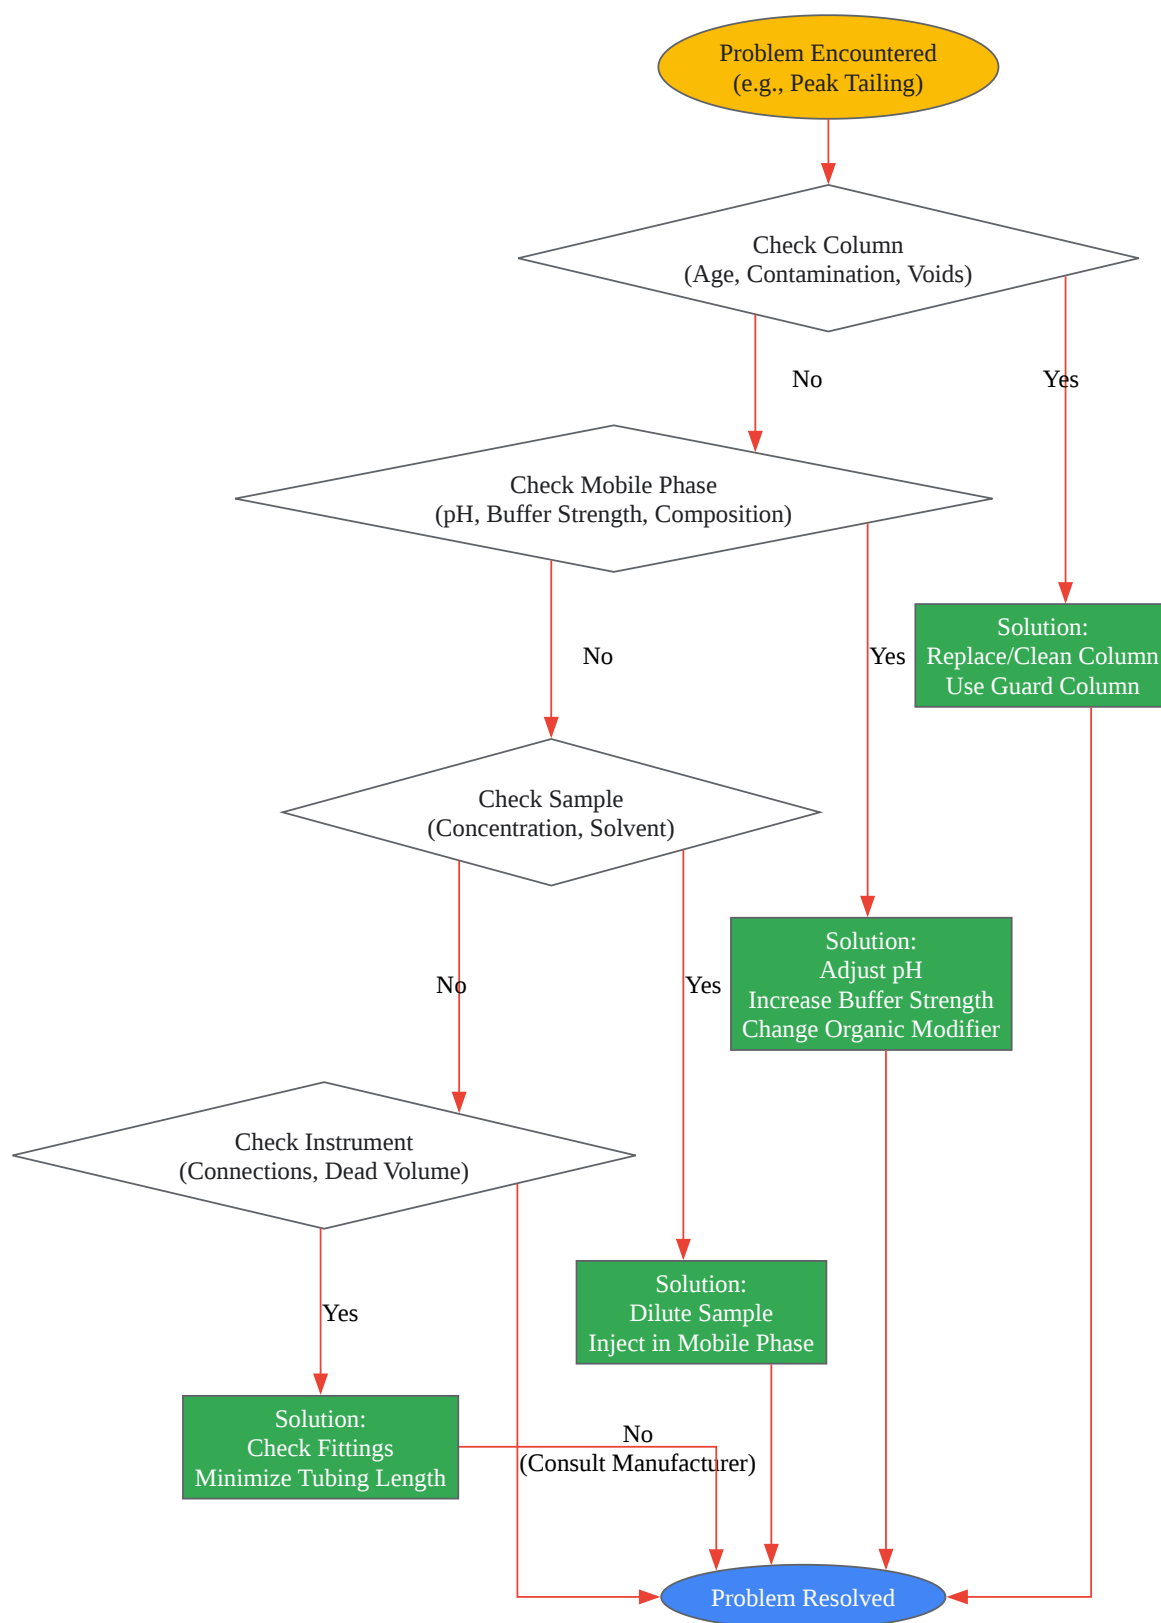 Problem Encountered
(e.g., Peak Tailing)
Check Column
(Age, Contamination, Voids)
No
Yes
Check Mobile Phase
(pH, Buffer Strength, Composition)
No
Yes
Solution:
Replace/Clean Column
Use Guard Column
Check Sample
(Concentration, Solvent)
No
Yes
Solution:
Adjust pH
Increase Buffer Strength
Change Organic Modifier
Check Instrument
(Connections, Dead Volume)
Yes
Solution:
Dilute Sample
Inject in Mobile Phase
Solution:
Check Fittings
Minimize Tubing Length
No
(Consult Manufacturer)
Problem Resolved